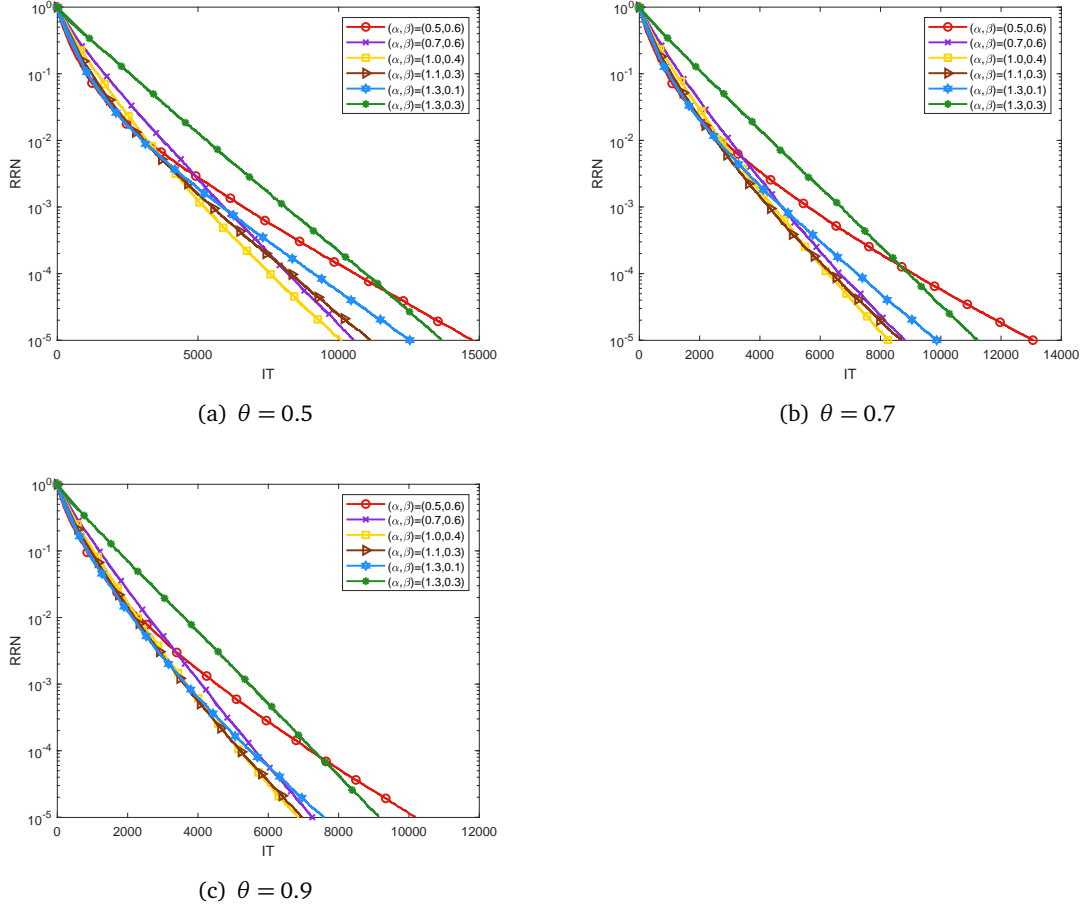 10^0
10^-1
10^-2
10^-3
10^-4
10^-5
RRN
0
5000
10000
15000
IT
(α,β)=(0.5,0.6)
(α,β)=(0.7,0.6)
(α,β)=(1.0,0.4)
(α,β)=(1.1,0.3)
(α,β)=(1.3,0.1)
(α,β)=(1.3,0.3)
(a) θ = 0.5
10^0
10^-1
10^-2
10^-3
10^-4
10^-5
RRN
0
2000
4000
6000
8000
10000
12000
14000
IT
(α,β)=(0.5,0.6)
(α,β)=(0.7,0.6)
(α,β)=(1.0,0.4)
(α,β)=(1.1,0.3)
(α,β)=(1.3,0.1)
(α,β)=(1.3,0.3)
(b) θ = 0.7
10^0
10^-1
10^-2
10^-3
10^-4
10^-5
RRN
0
2000
4000
6000
8000
10000
12000
IT
(α,β)=(0.5,0.6)
(α,β)=(0.7,0.6)
(α,β)=(1.0,0.4)
(α,β)=(1.1,0.3)
(α,β)=(1.3,0.1)
(α,β)=(1.3,0.3)
(c) θ = 0.9